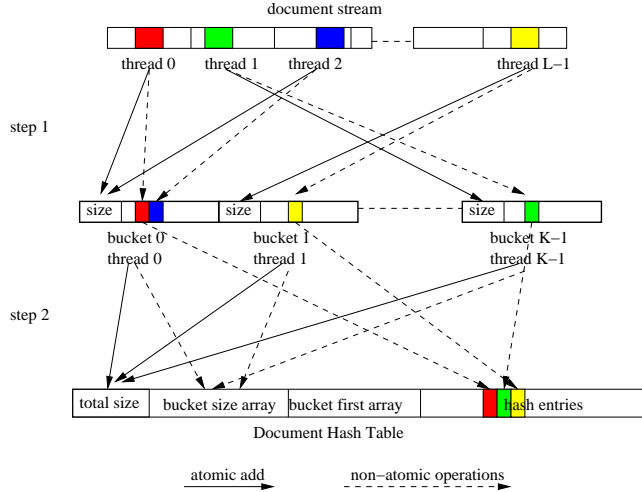 document stream
thread 0 thread 1 thread 2 thread L−1
step 1
size size size
bucket 0 bucket 1 bucket K−1
thread 0 thread 1 thread K−1
step 2
total size bucket size array bucket first array hash entries
Document Hash Table
atomic add non−atomic operations